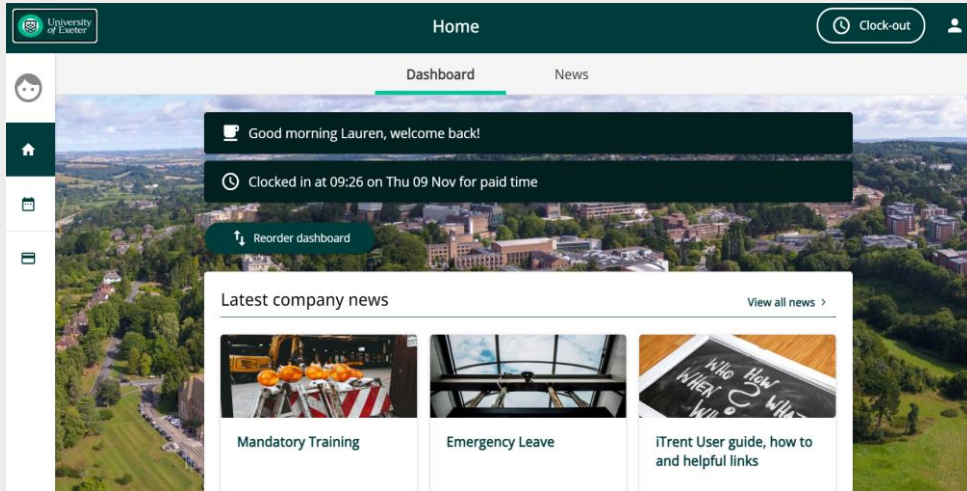 University
of Exeter
Home
Clock-out
Dashboard
News
Good morning Lauren, welcome back!
Clocked in at 09:26 on Thu 09 Nov for paid time
Reorder dashboard
Latest company news
View all news >
WHO HOW
WHEN
WHAT
Mandatory Training
Emergency Leave
iTrent User guide, how to
and helpful links